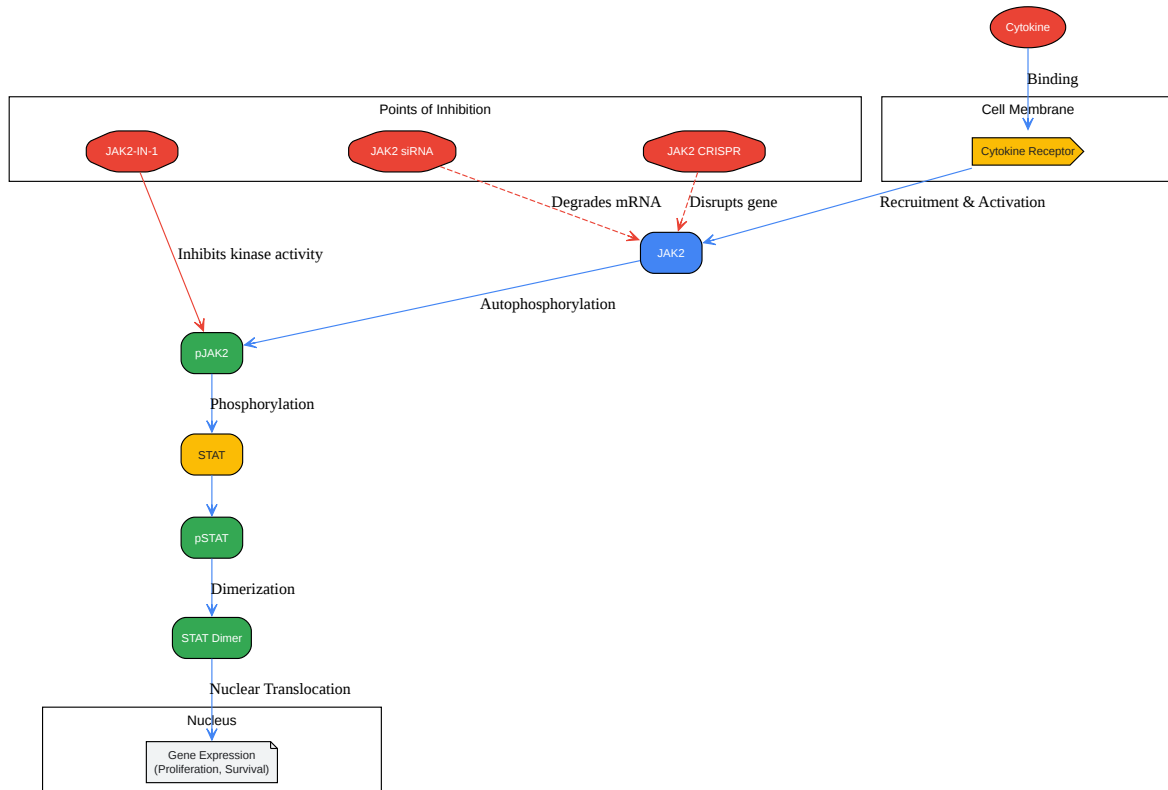 Cytokine
Binding
Points of Inhibition
Cell Membrane
JAK2-IN-1
JAK2 siRNA
JAK2 CRISPR
Cytokine Receptor
Degrades mRNA
Disrupts gene
Recruitment & Activation
Inhibits kinase activity
JAK2
Autophosphorylation
pJAK2
Phosphorylation
STAT
pSTAT
Dimerization
STAT Dimer
Nuclear Translocation
Nucleus
Gene Expression
(Proliferation, Survival)